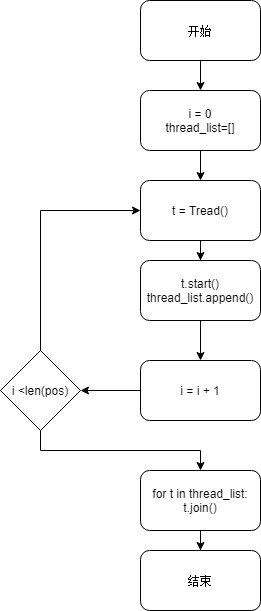 开始
i = 0
thread_list=[]
t = Tread()
t.start()
thread_list.append()
i = i + 1
i <len(pos)
for t in thread_list:
t.join()
结束